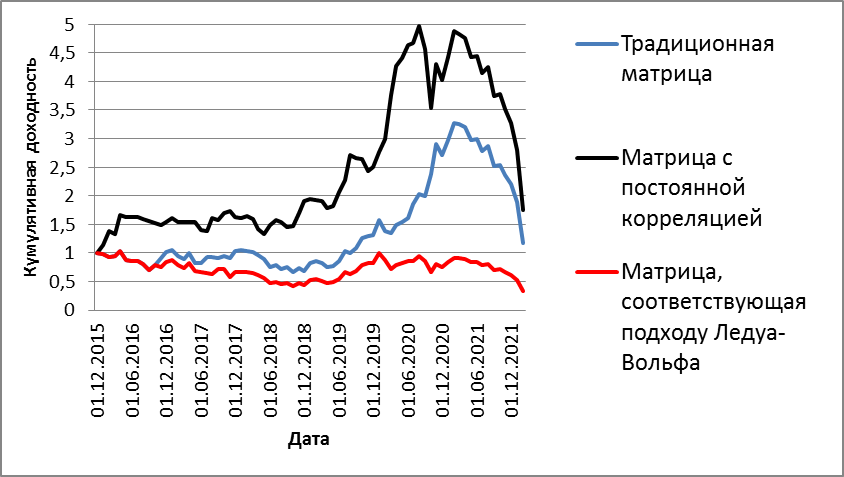 Кумулятивная доходность
5
4,5
4
3,5
3
2,5
2
1,5
1
0,5
0
01.12.2015
01.06.2016
01.12.2016
01.06.2017
01.12.2017
01.06.2018
01.12.2018
01.06.2019
01.12.2019
01.06.2020
01.12.2020
01.06.2021
01.12.2021
Дата
Традиционная
матрица
Матрица с
постоянной
корреляцией
Матрица,
соответствующая
подходу Ледуа-
Вольфа